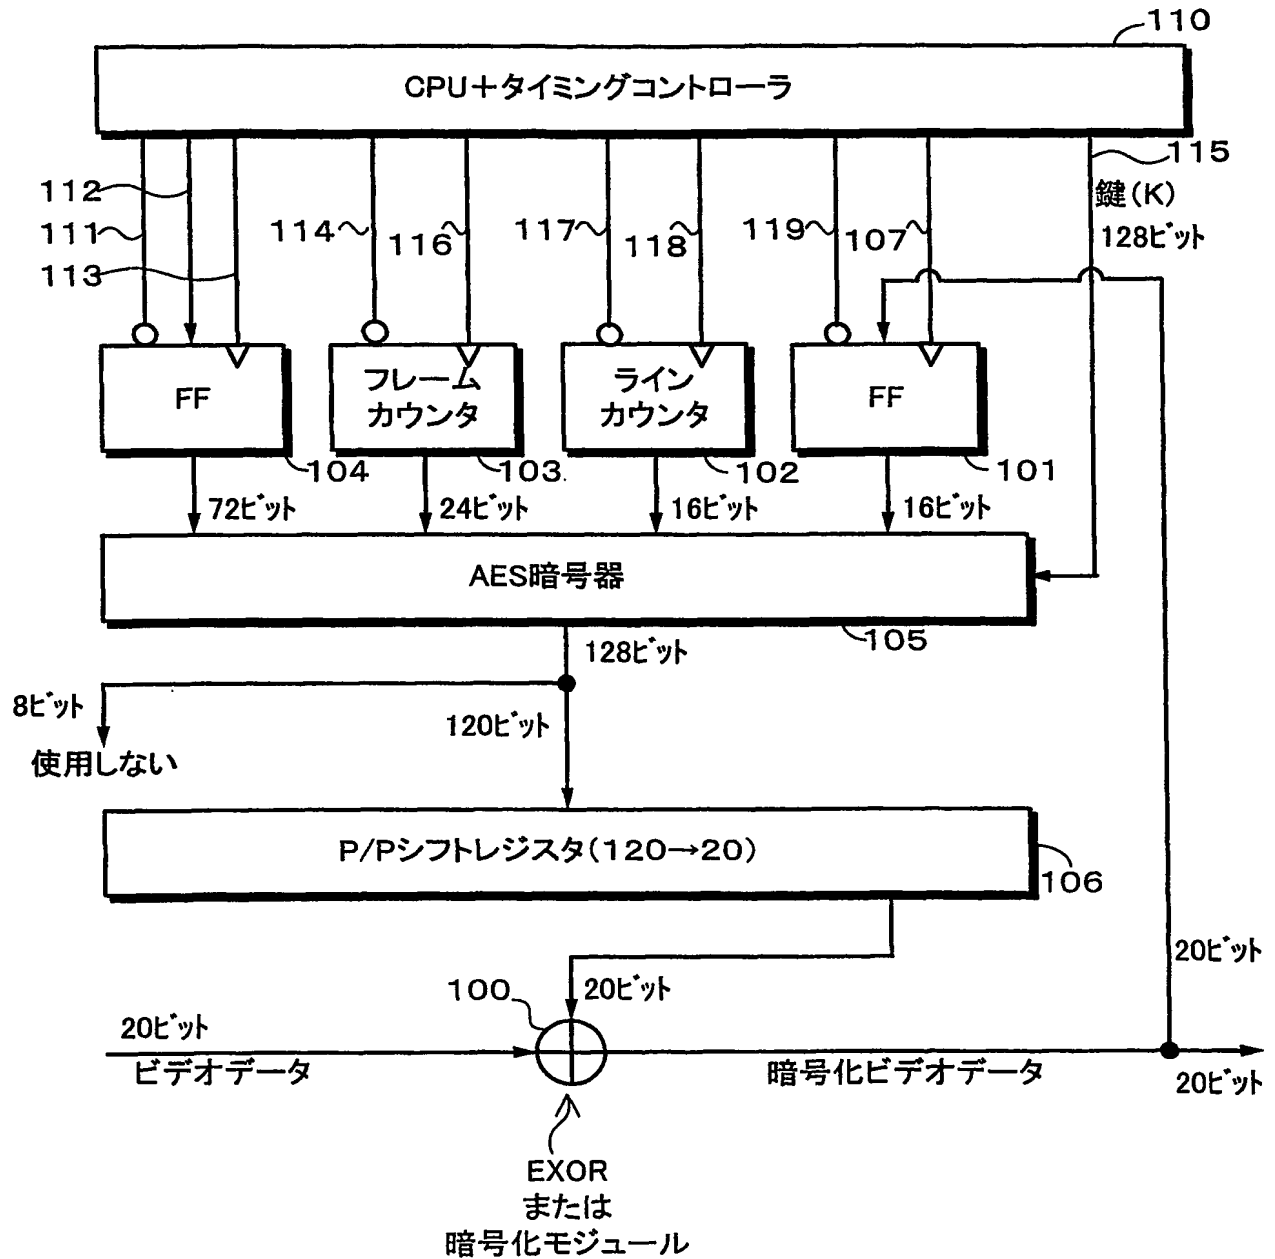 110
CPU+タイミングコントローラ
112
111
113
114
116
117
118
119
107
115
鍵(K)
128ビット
FF
フレーム
カウンタ
ライン
カウンタ
FF
104
103
102
101
72ビット
24ビット
16ビット
16ビット
AES暗号器
105
128ビット
8ビット
120ビット
使用しない
P/Pシフトレジスタ(120→20)
106
100
20ビット
20ビット
20ビット
ビデオデータ
暗号化ビデオデータ
20ビット
EXOR
または
暗号化モジュール